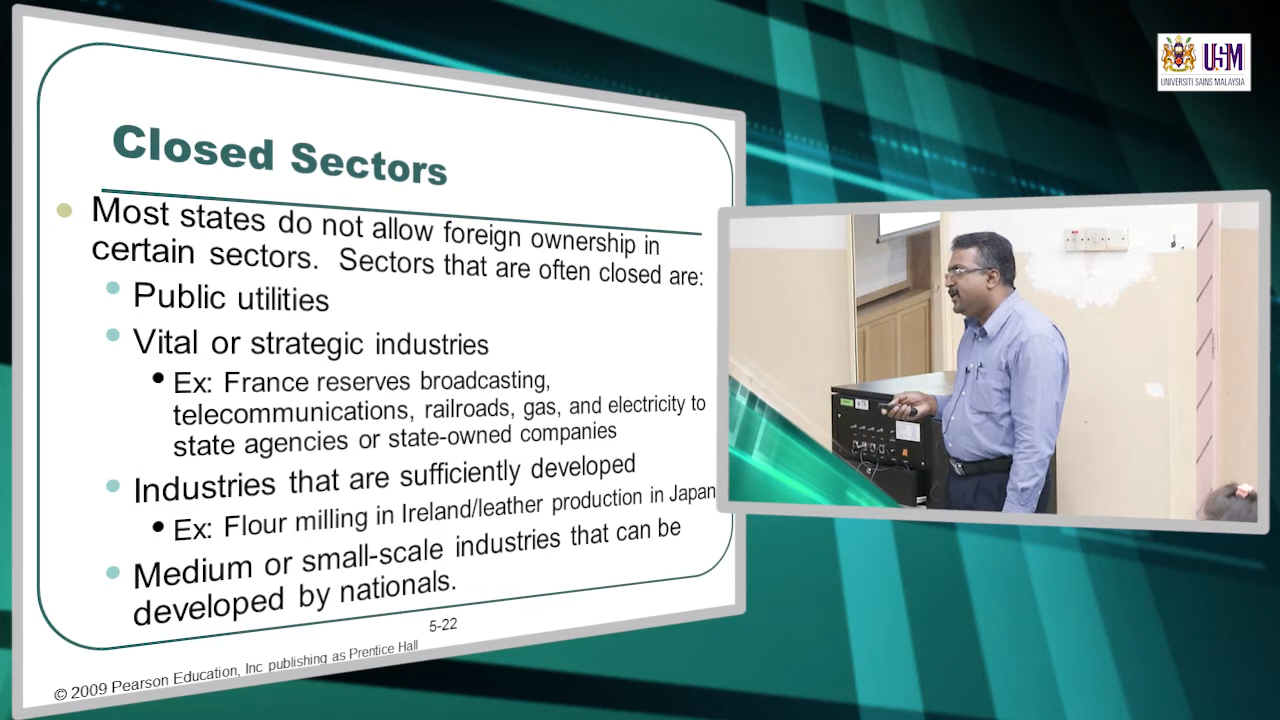 Closed Sectors
Most states do not allow foreign ownership in
certain sectors. Sectors that are often closed are:
Public utilities
Vital or strategic industries
Ex: France reserves broadcasting,
telecommunications, railroads, gas, and electricity to
state agencies or state-owned companies
Industries that are sufficiently developed
Ex: Flour milling in Ireland/leather production in Japan
Medium or small-scale industries that can be
developed by nationals.
5-22
© 2009 Pearson Education, Inc publishing as Prentice Hall
USM
UNIVERSITI SAINS MALAYSIA